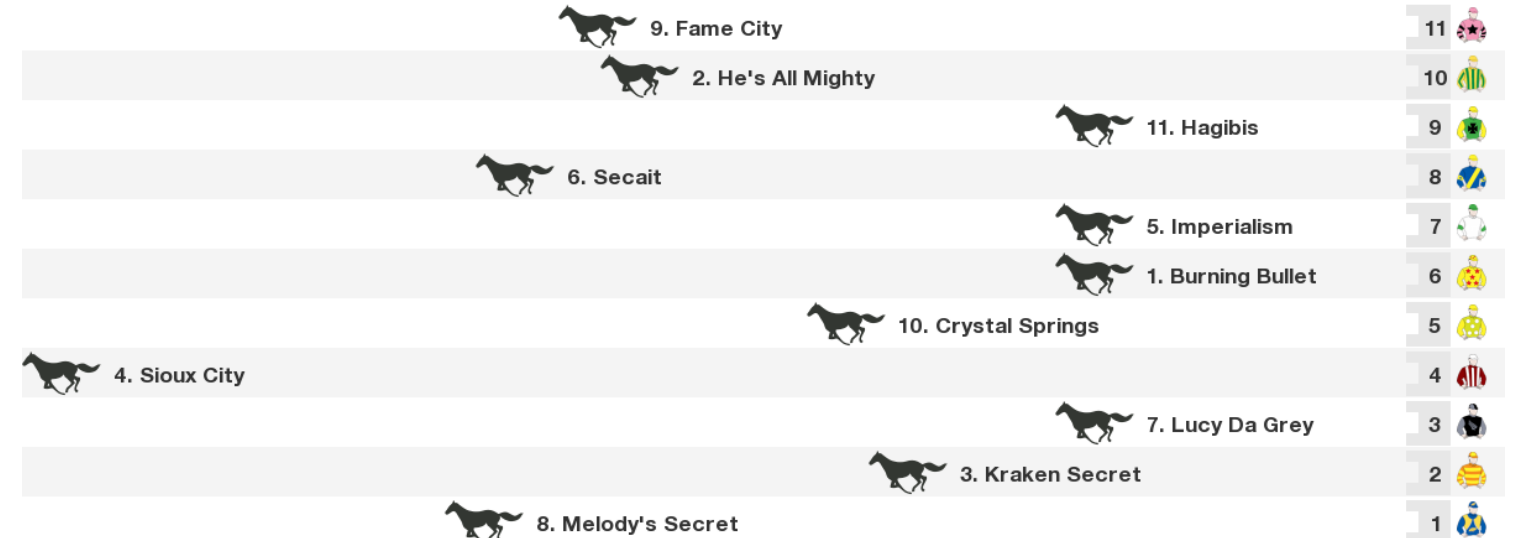 9. Fame City 11
2. He's All Mighty 10
11. Hagibis 9
6. Secait 8
5. Imperialism 7
1. Burning Bullet 6
10. Crystal Springs 5
4. Sioux City 4
7. Lucy Da Grey 3
3. Kraken Secret 2
8. Melody's Secret 1